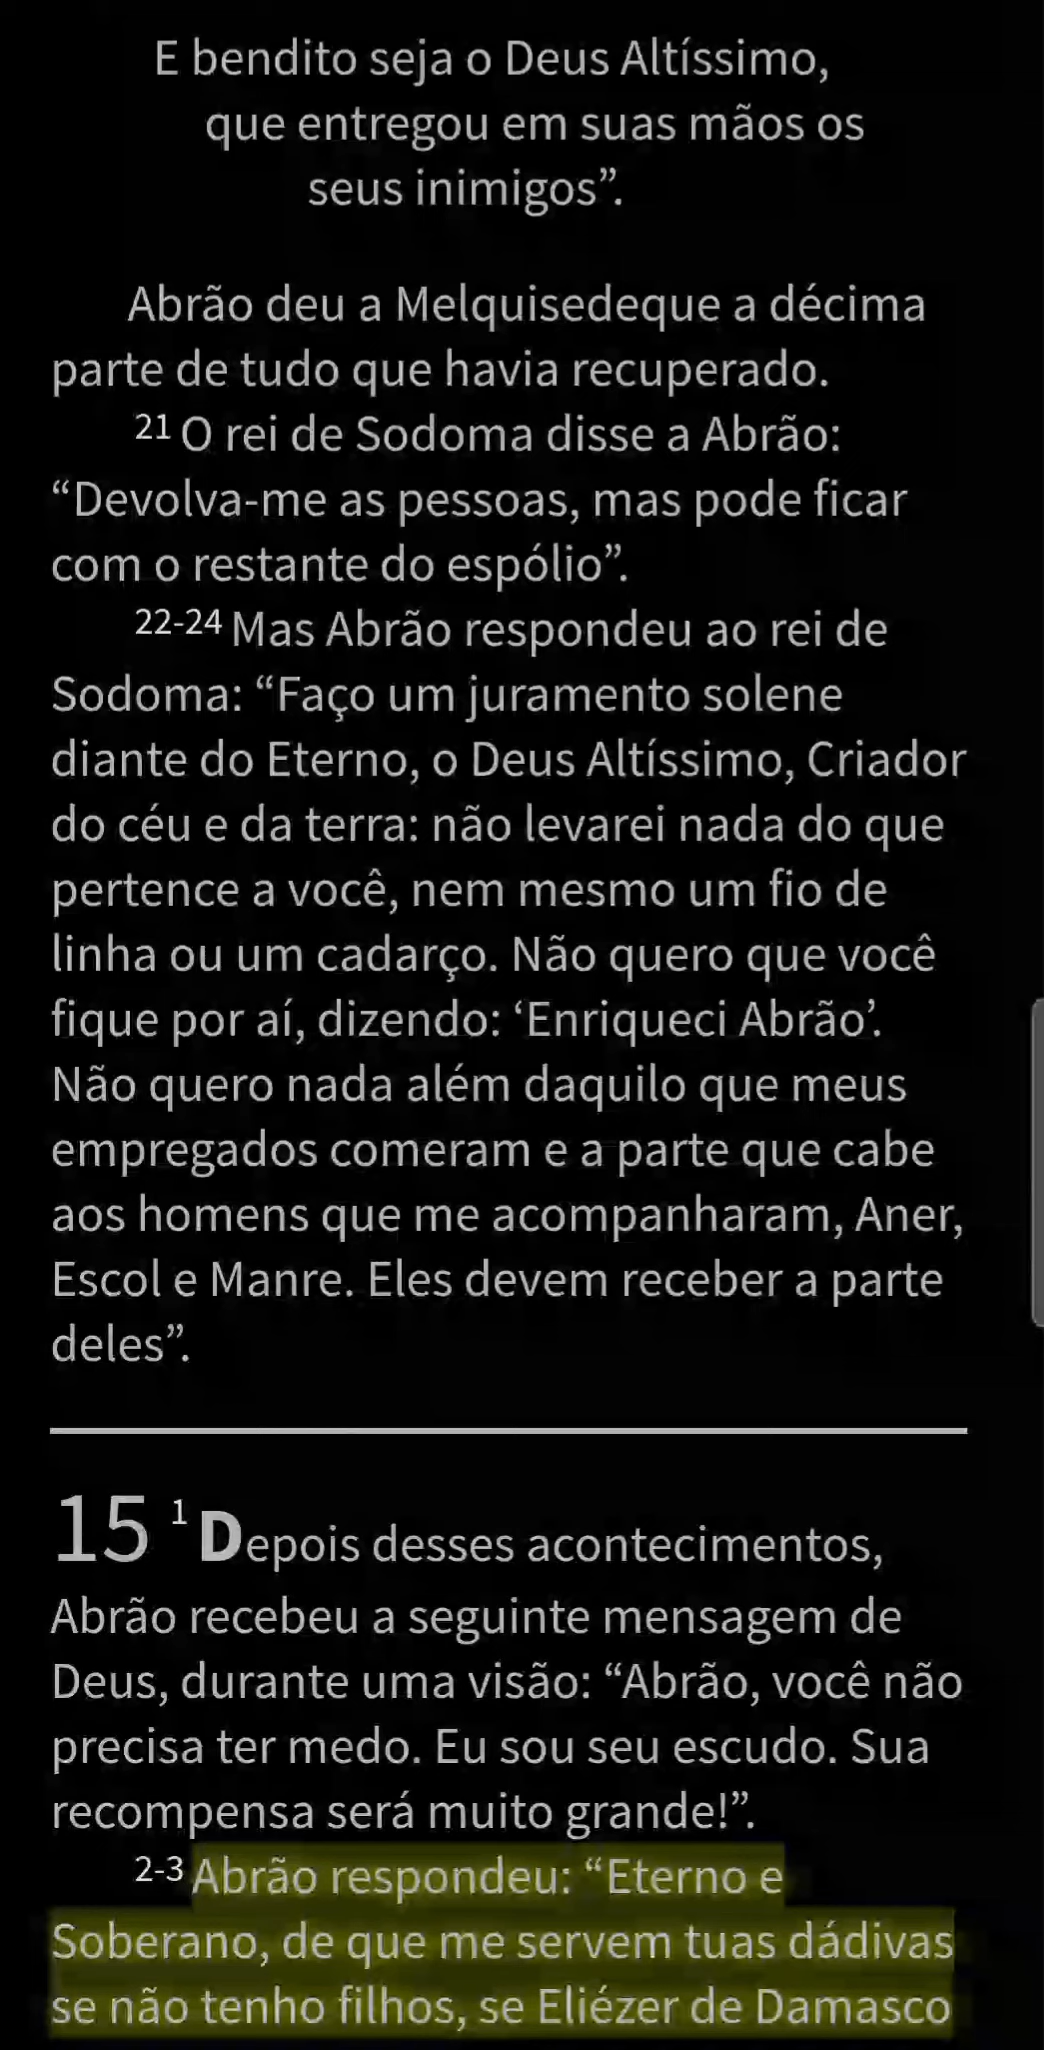 E bendito seja o Deus Altíssimo,
que entregou em suas mãos os
seus inimigos”.
Abrão deu a Melquisedeque a décima
parte de tudo que havia recuperado.
21 O rei de Sodoma disse a Abrão:
“Devolva-me as pessoas, mas pode ficar
com o restante do espólio”.
22-24 Mas Abrão respondeu ao rei de
Sodoma: “Faço um juramento solene
diante do Eterno, o Deus Altíssimo, Criador
do céu e da terra: não levarei nada do que
pertence a você, nem mesmo um fio de
linha ou um cadarço. Não quero que você
fique por aí, dizendo: ‘Enriqueci Abrão’.
Não quero nada além daquilo que meus
empregados comeram e a parte que cabe
aos homens que me acompanharam, Aner,
Escol e Manre. Eles devem receber a parte
deles”.
15 1 Depois desses acontecimentos,
Abrão recebeu a seguinte mensagem de
Deus, durante uma visão: “Abrão, você não
precisa ter medo. Eu sou seu escudo. Sua
recompensa será muito grande!”.
2-3 Abrão respondeu: “Eterno e
Soberano, de que me servem tuas dádivas
se não tenho filhos, se Eliézer de Damasco